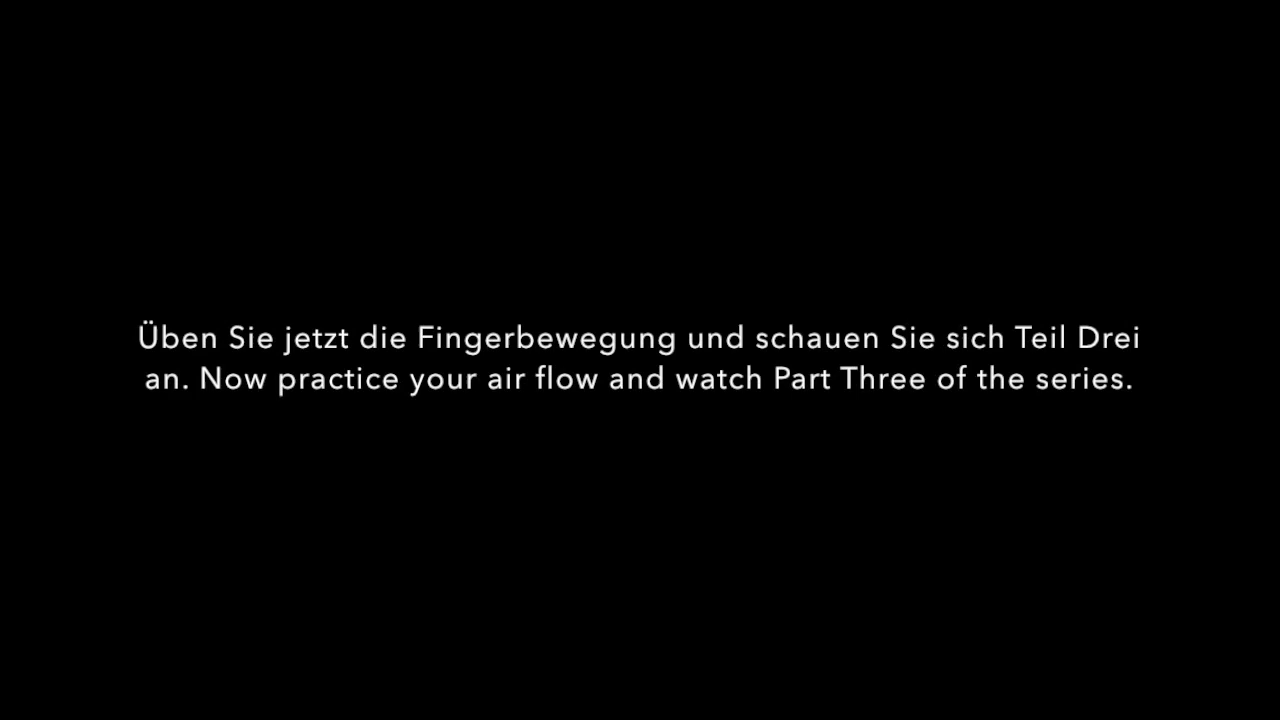 Üben Sie jetzt die Fingerbewegung und schauen Sie sich Teil Drei
an. Now practice your air flow and watch Part Three of the series.